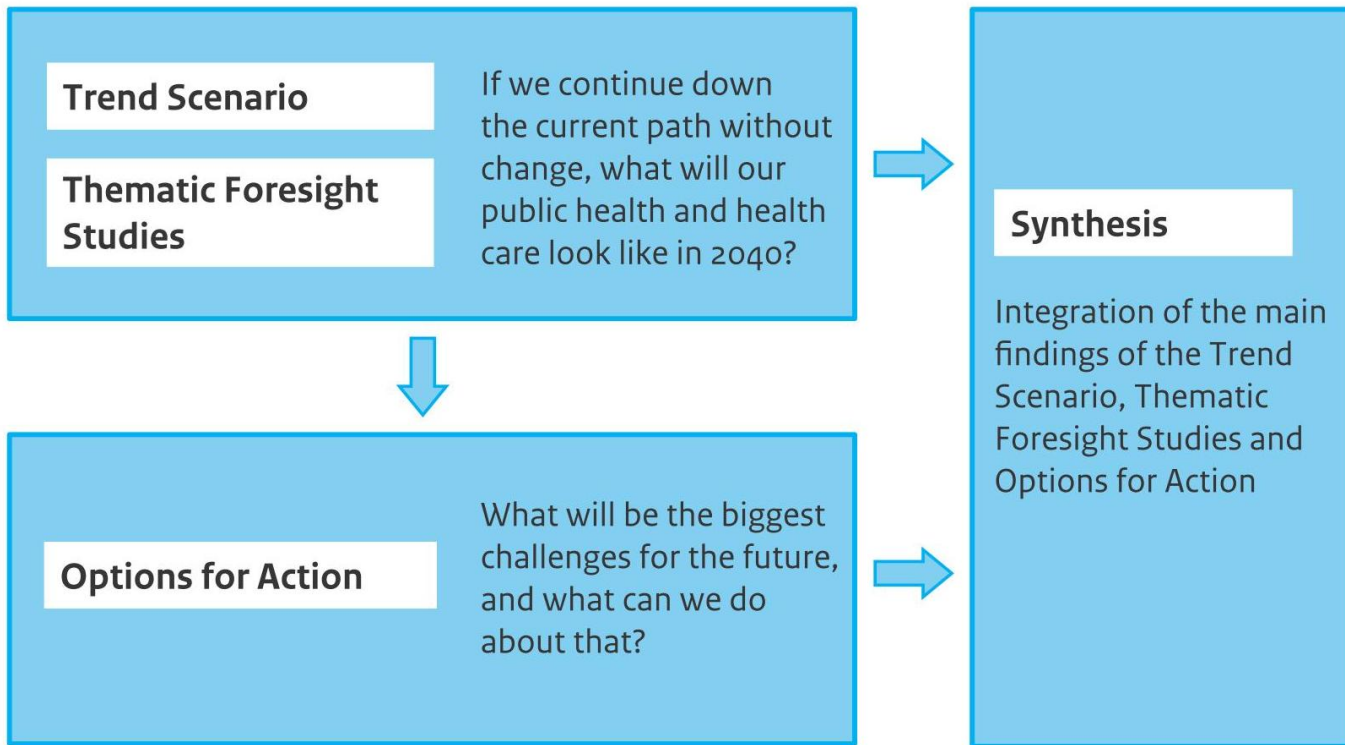 Trend Scenario
Thematic Foresight
Studies
If we continue down
the current path without
change, what will our
public health and health
care look like in 2040?
Options for Action
What will be the biggest
challenges for the future,
and what can we do
about that?
Synthesis
Integration of the main
findings of the Trend
Scenario, Thematic
Foresight Studies and
Options for Action